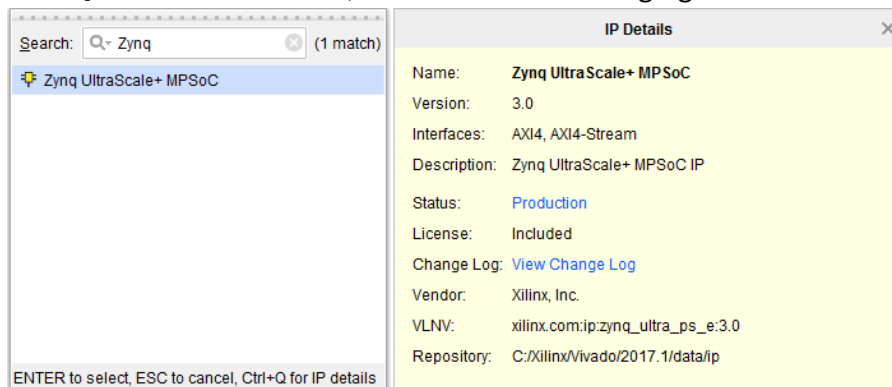 Search: Zynq (1 match)
Zynq UltraScale+ MPSoC
ENTER to select, ESC to cancel, Ctrl+Q for IP details
IP Details
Name: Zynq UltraScale+ MPSoC
Version: 3.0
Interfaces: AXI4, AXI4-Stream
Description: Zynq UltraScale+ MPSoC IP
Status: Production
License: Included
Change Log: View Change Log
Vendor: Xilinx, Inc.
VLNV: xilinx.com:ip:zynq_ultra_ps_e:3.0
Repository: C:/Xilinx/Vivado/2017.1/data/ip